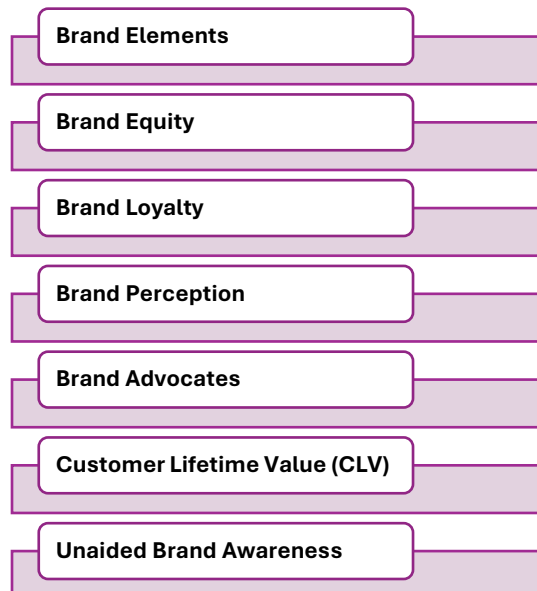 Brand Elements
Brand Equity
Brand Loyalty
Brand Perception
Brand Advocates
Customer Lifetime Value (CLV)
Unaided Brand Awareness